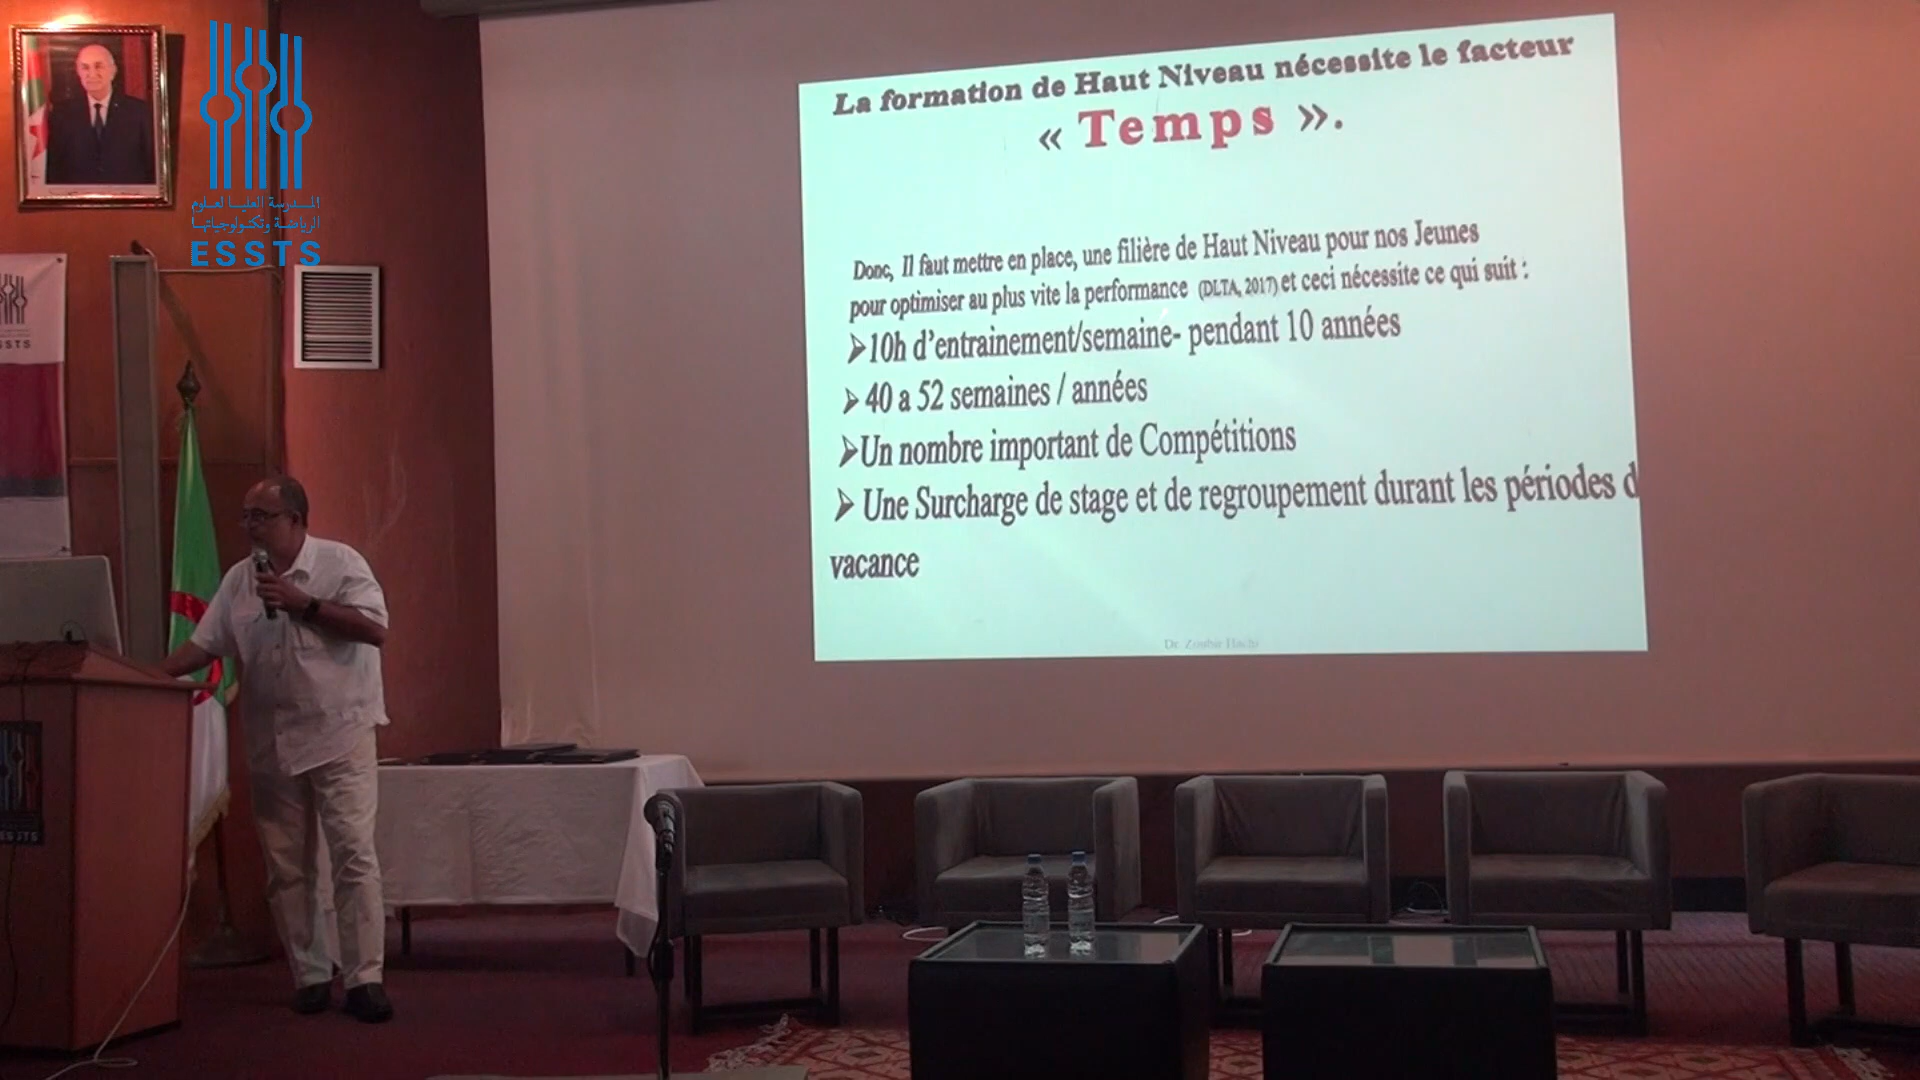 المدرسة العليا لعلوم
الرياضة وتكنولوجياتها
ESSTS
La formation de Haut Niveau nécessite le facteur
« Temps ».
Donc, Il faut mettre en place, une filière de Haut Niveau pour nos Jeunes
pour optimiser au plus vite la performance (DLTA, 2017) et ceci nécessite ce qui suit :
➢10h d’entrainement/semaine- pendant 10 années
➢ 40 a 52 semaines / années
➢Un nombre important de Compétitions
➢ Une Surcharge de stage et de regroupement durant les périodes d
vacance
Dr.
SSTS
ESSTS